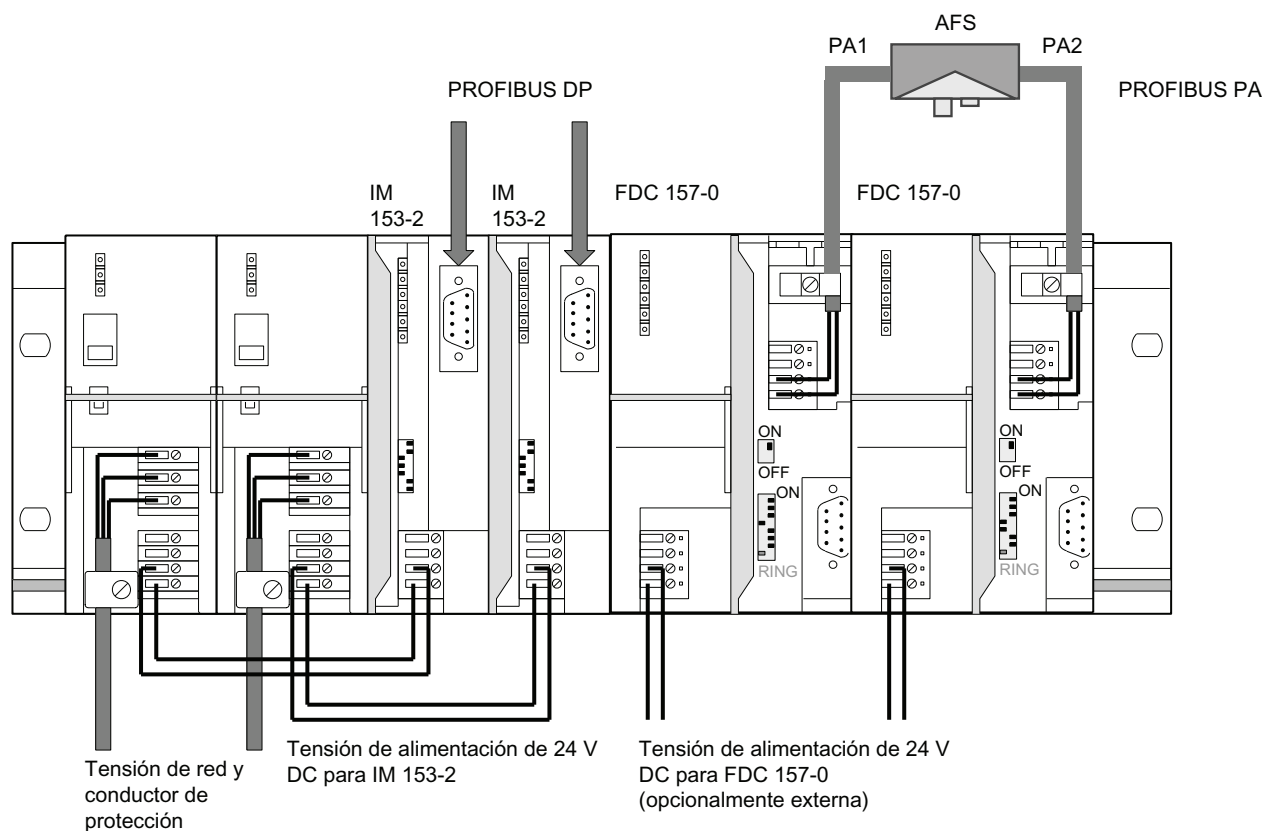 AFS
PA1
PA2
PROFIBUS DP
PROFIBUS PA
IM
153-2
IM
153-2
FDC 157-0
FDC 157-0
ON
OFF
ON
RING
ON
OFF
ON
RING
Tensión de red y
conductor de
protección
Tensión de alimentación de 24 V
DC para IM 153-2
Tensión de alimentación de 24 V
DC para FDC 157-0
(opcionalmente externa)